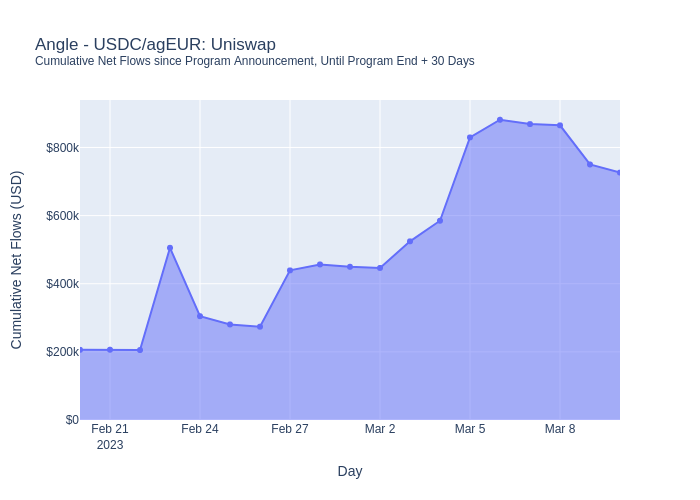 Angle - USDC/agEUR: Uniswap
Cumulative Net Flows since Program Announcement, Until Program End + 30 Days
Cumulative Net Flows (USD)
$800k
$600k
$400k
$200k
$0
Feb 21 Feb 24 Feb 27 Mar 2 Mar 5 Mar 8
2023
Day